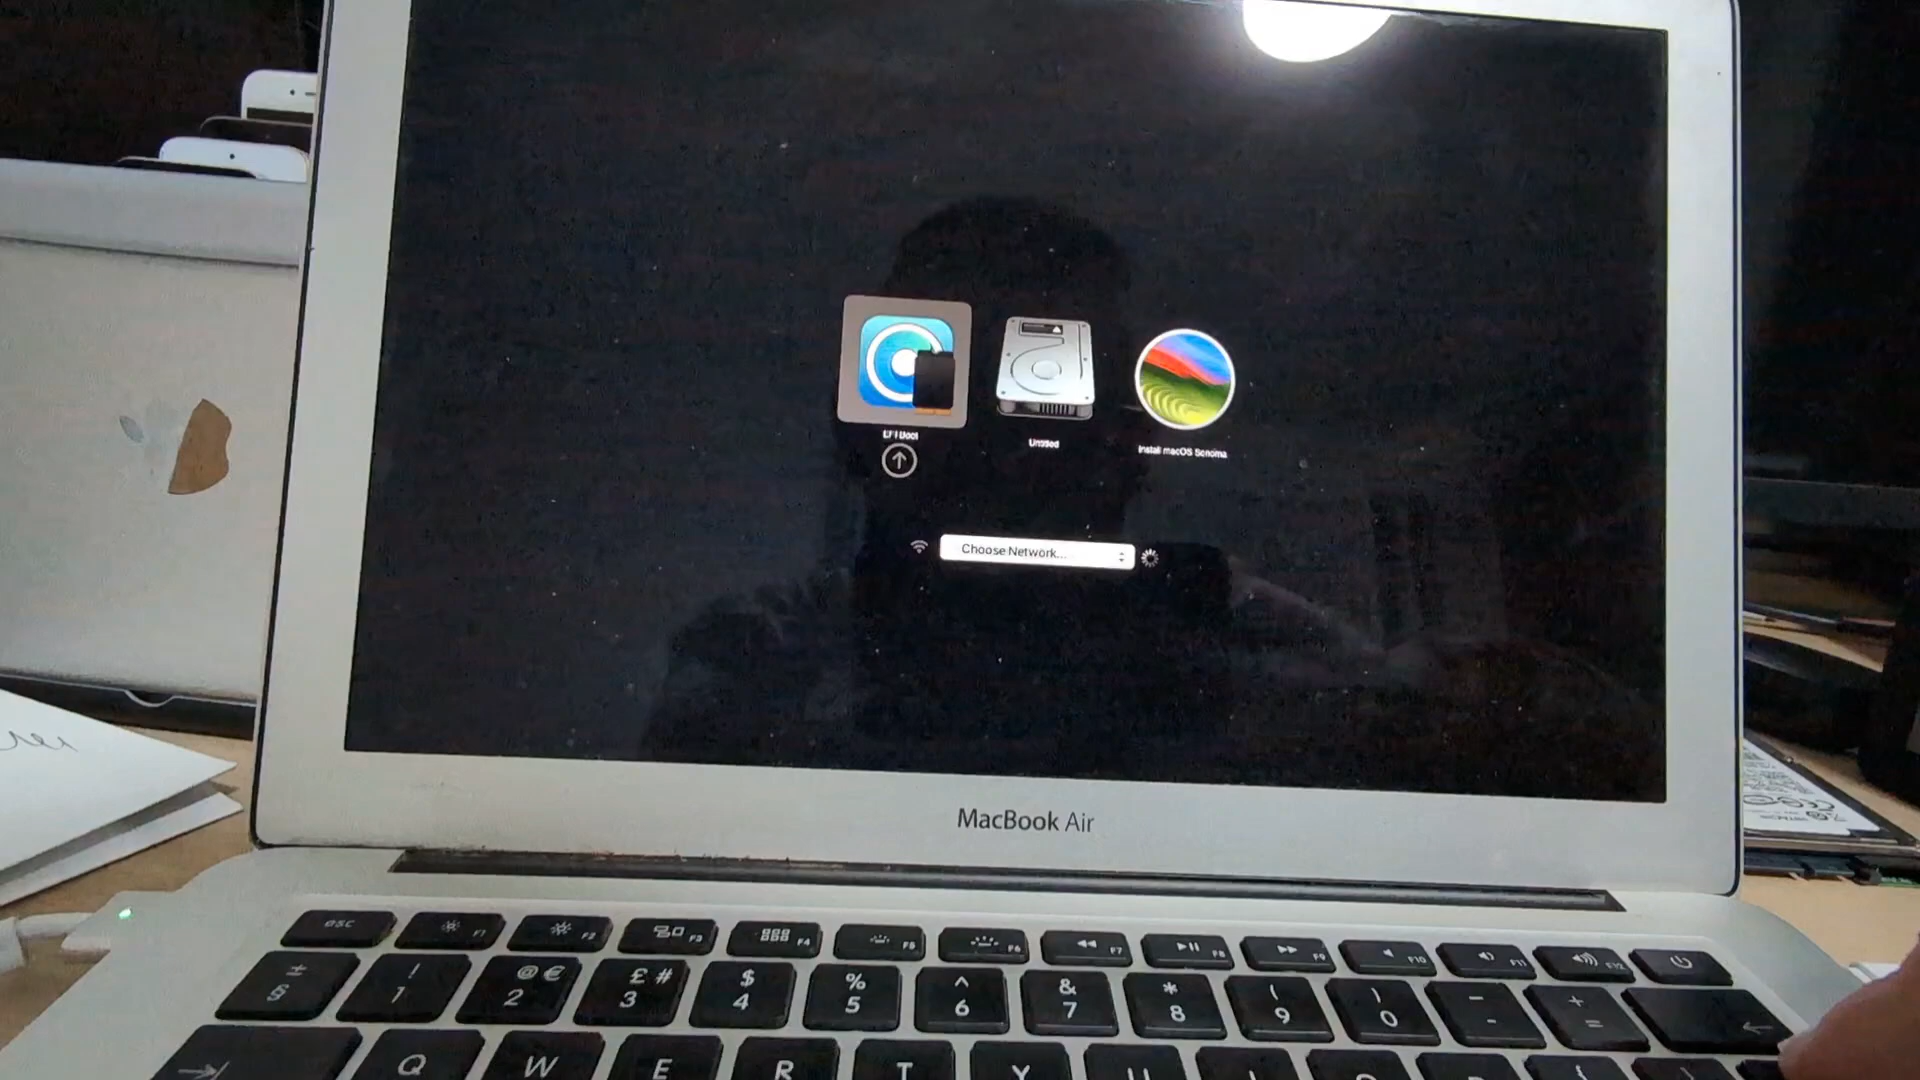 EFI Boot
Untitled
Install macOS Sonoma
Choose Network...
MacBook Air
esc F1 F2 F3 F4 F5 F6 F7 F8 F9 F10 F11 F12
± ! @ € £ # $ % ^ & * ( ) - +
§ 1 2 3 4 5 6 7 8 9 0 - =
Q W E R T Y U